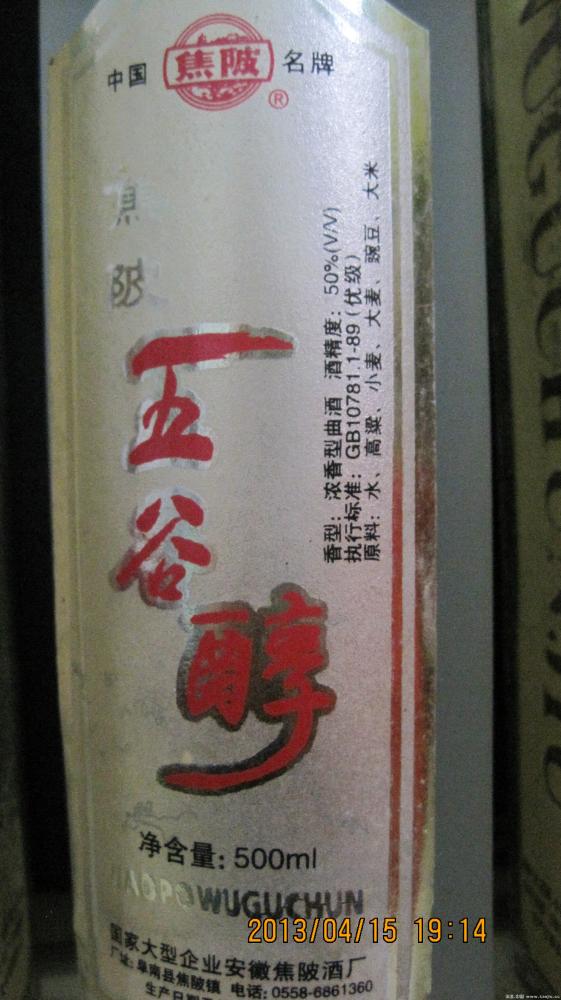 中国 焦陂 名牌
®
焦
陂
五谷醇
香型：浓香型曲酒 酒精度：50%(V/V)
执行标准：GB10781.1-89（优级）
原料：水、高粱、小麦、大麦、豌豆、大米
净含量：500ml
JIAOPOWUGUCHUN
2013/04/15 19:14
国家大型企业安徽焦陂酒厂
厂址：阜南县焦陂镇 电话：0558-6861360
生产日期